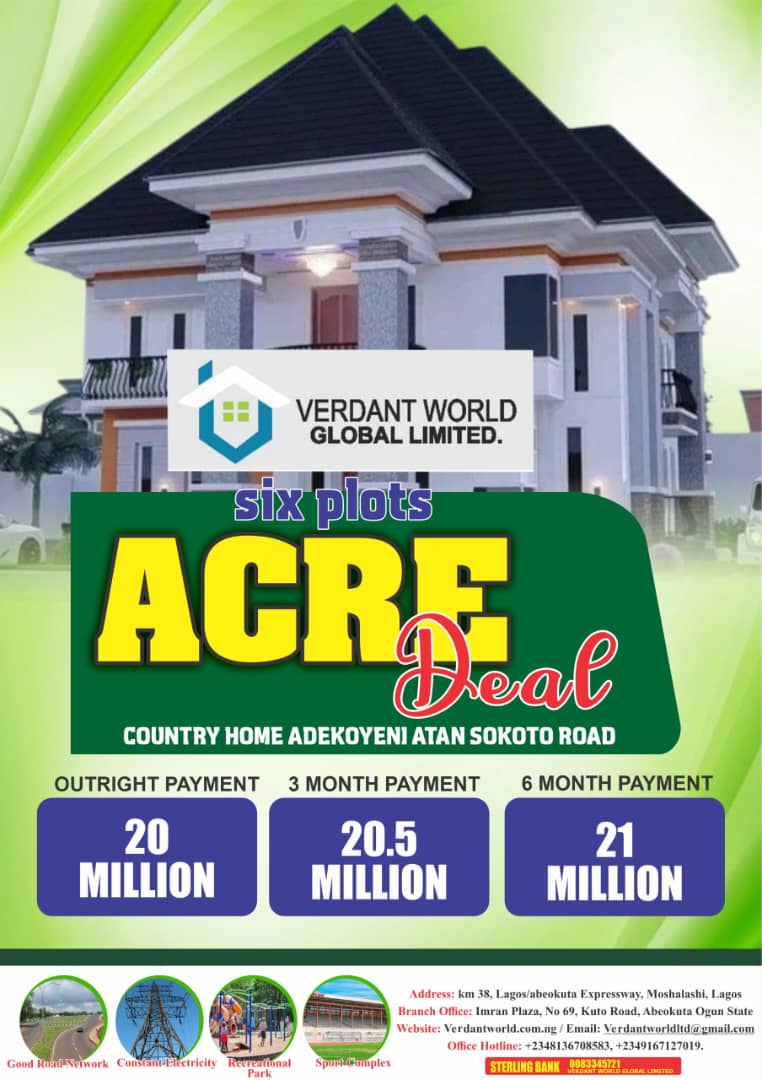 VERDANT WORLD
GLOBAL LIMITED.
six plots
ACRE
Deal
COUNTRY HOME ADEKOYENI ATAN SOKOTO ROAD
OUTRIGHT PAYMENT
20
MILLION
3 MONTH PAYMENT
20.5
MILLION
6 MONTH PAYMENT
21
MILLION
Good Road Network
Constant Electricity
Recreational
Park
Sport Complex
Address: km 38, Lagos/abeokuta Expressway, Moshalashi, Lagos
Branch Office: Imran Plaza, No 69, Kuto Road, Abeokuta Ogun State
Website: Verdantworld.com.ng / Email: Verdantworldltd@gmail.com
Office Hotline: +2348136708583, +2349167127019.
STERLING BANK 0083345721
VERDANT WORLD GLOBAL LIMITED